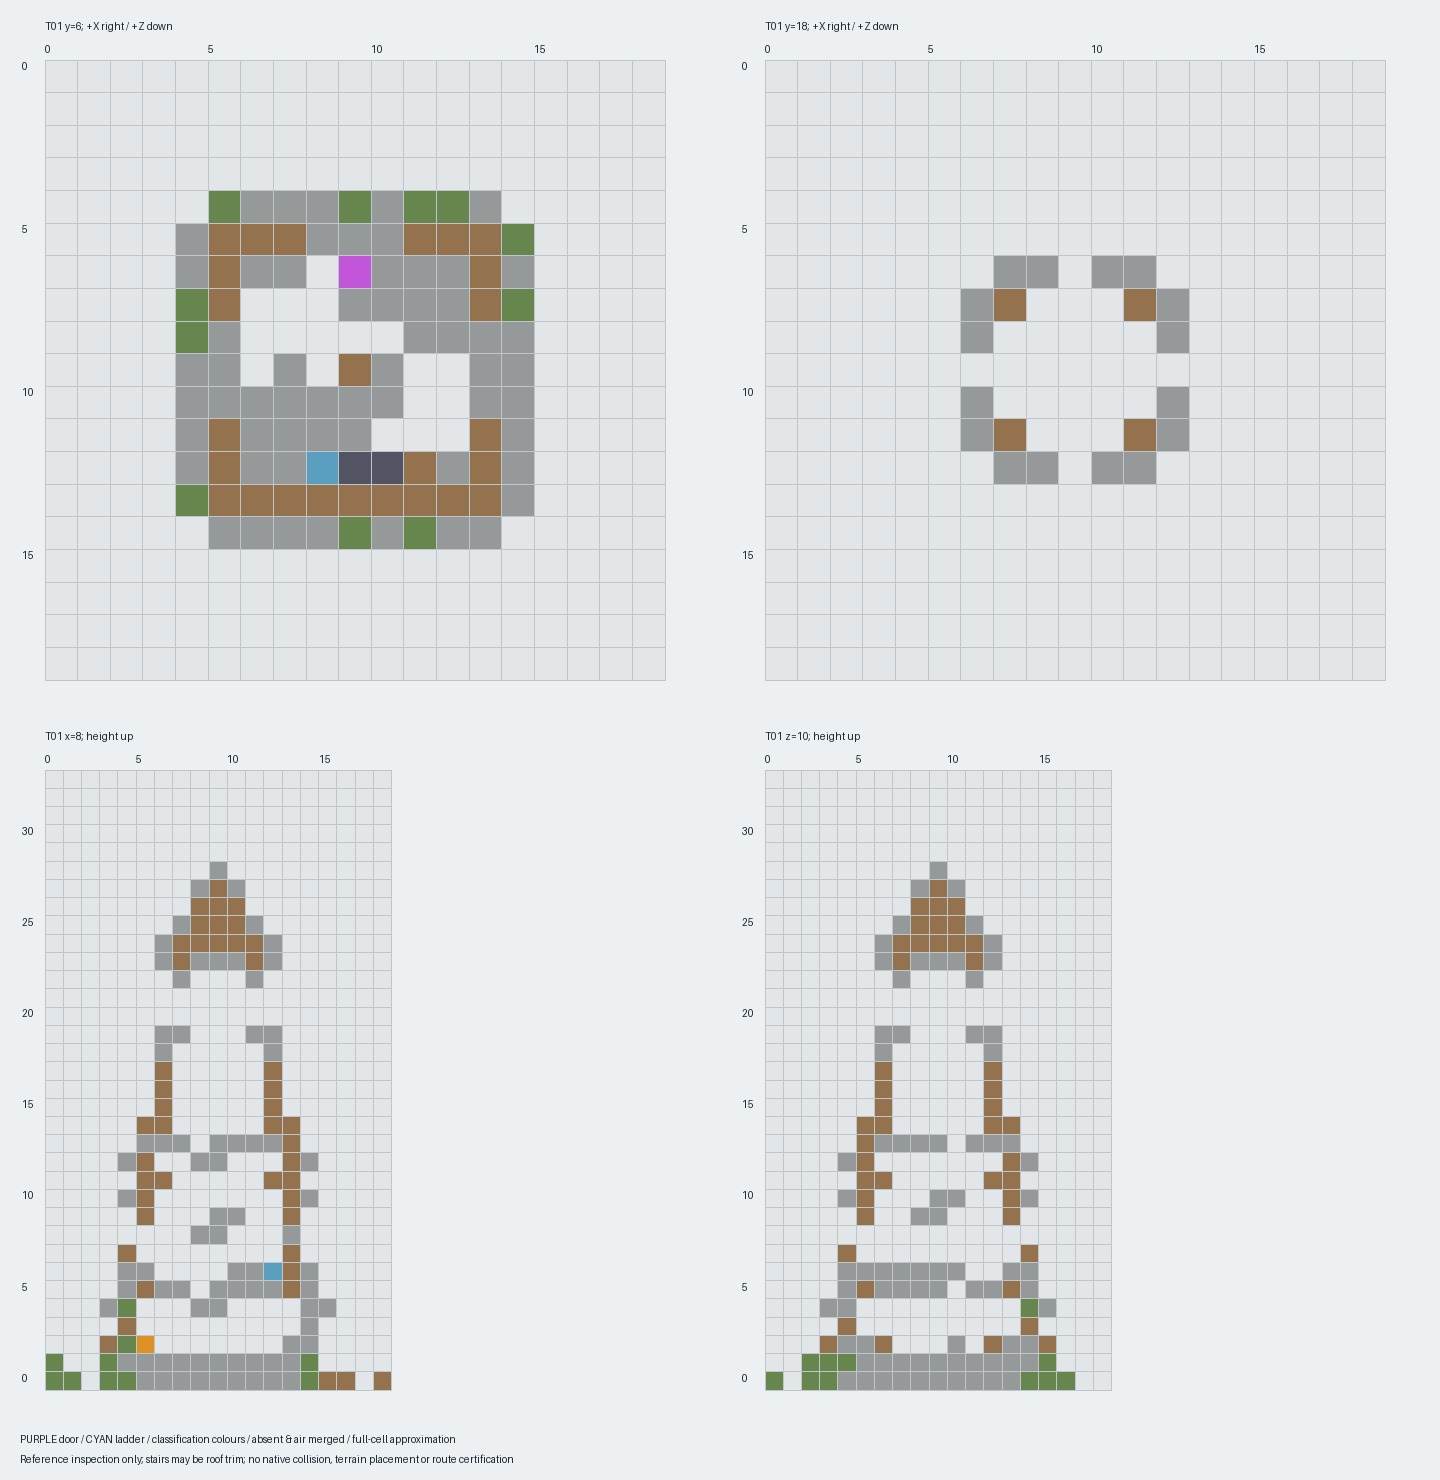 T01 y=6; +X right / +Z down
T01 y=18; +X right / +Z down
0 5 10 15
0 5 10 15
0
5
10
15
0
5
10
15
T01 x=8; height up
T01 z=10; height up
0 5 10 15
0 5 10 15
30
25
20
15
10
5
0
30
25
20
15
10
5
0
PURPLE door / CYAN ladder / classification colours / absent & air merged / full-cell approximation
Reference inspection only; stairs may be roof trim; no native collision, terrain placement or route certification